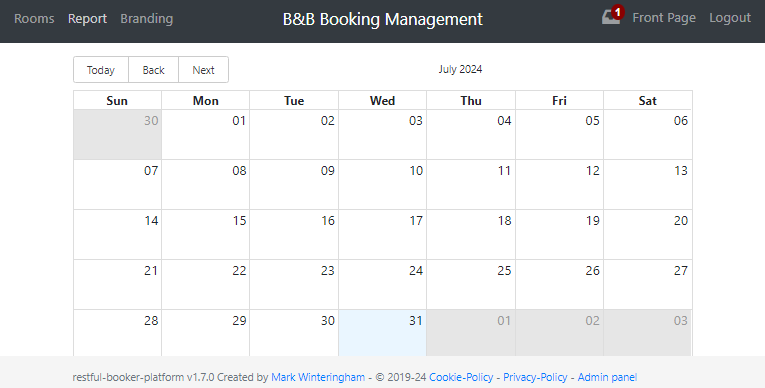 Rooms Report Branding B&B Booking Management 1 Front Page Logout
Today Back Next July 2024
Sun Mon Tue Wed Thu Fri Sat
30 01 02 03 04 05 06
07 08 09 10 11 12 13
14 15 16 17 18 19 20
21 22 23 24 25 26 27
28 29 30 31 01 02 03
restful-booker-platform v1.7.0 Created by Mark Winteringham - © 2019-24 Cookie-Policy - Privacy-Policy - Admin panel